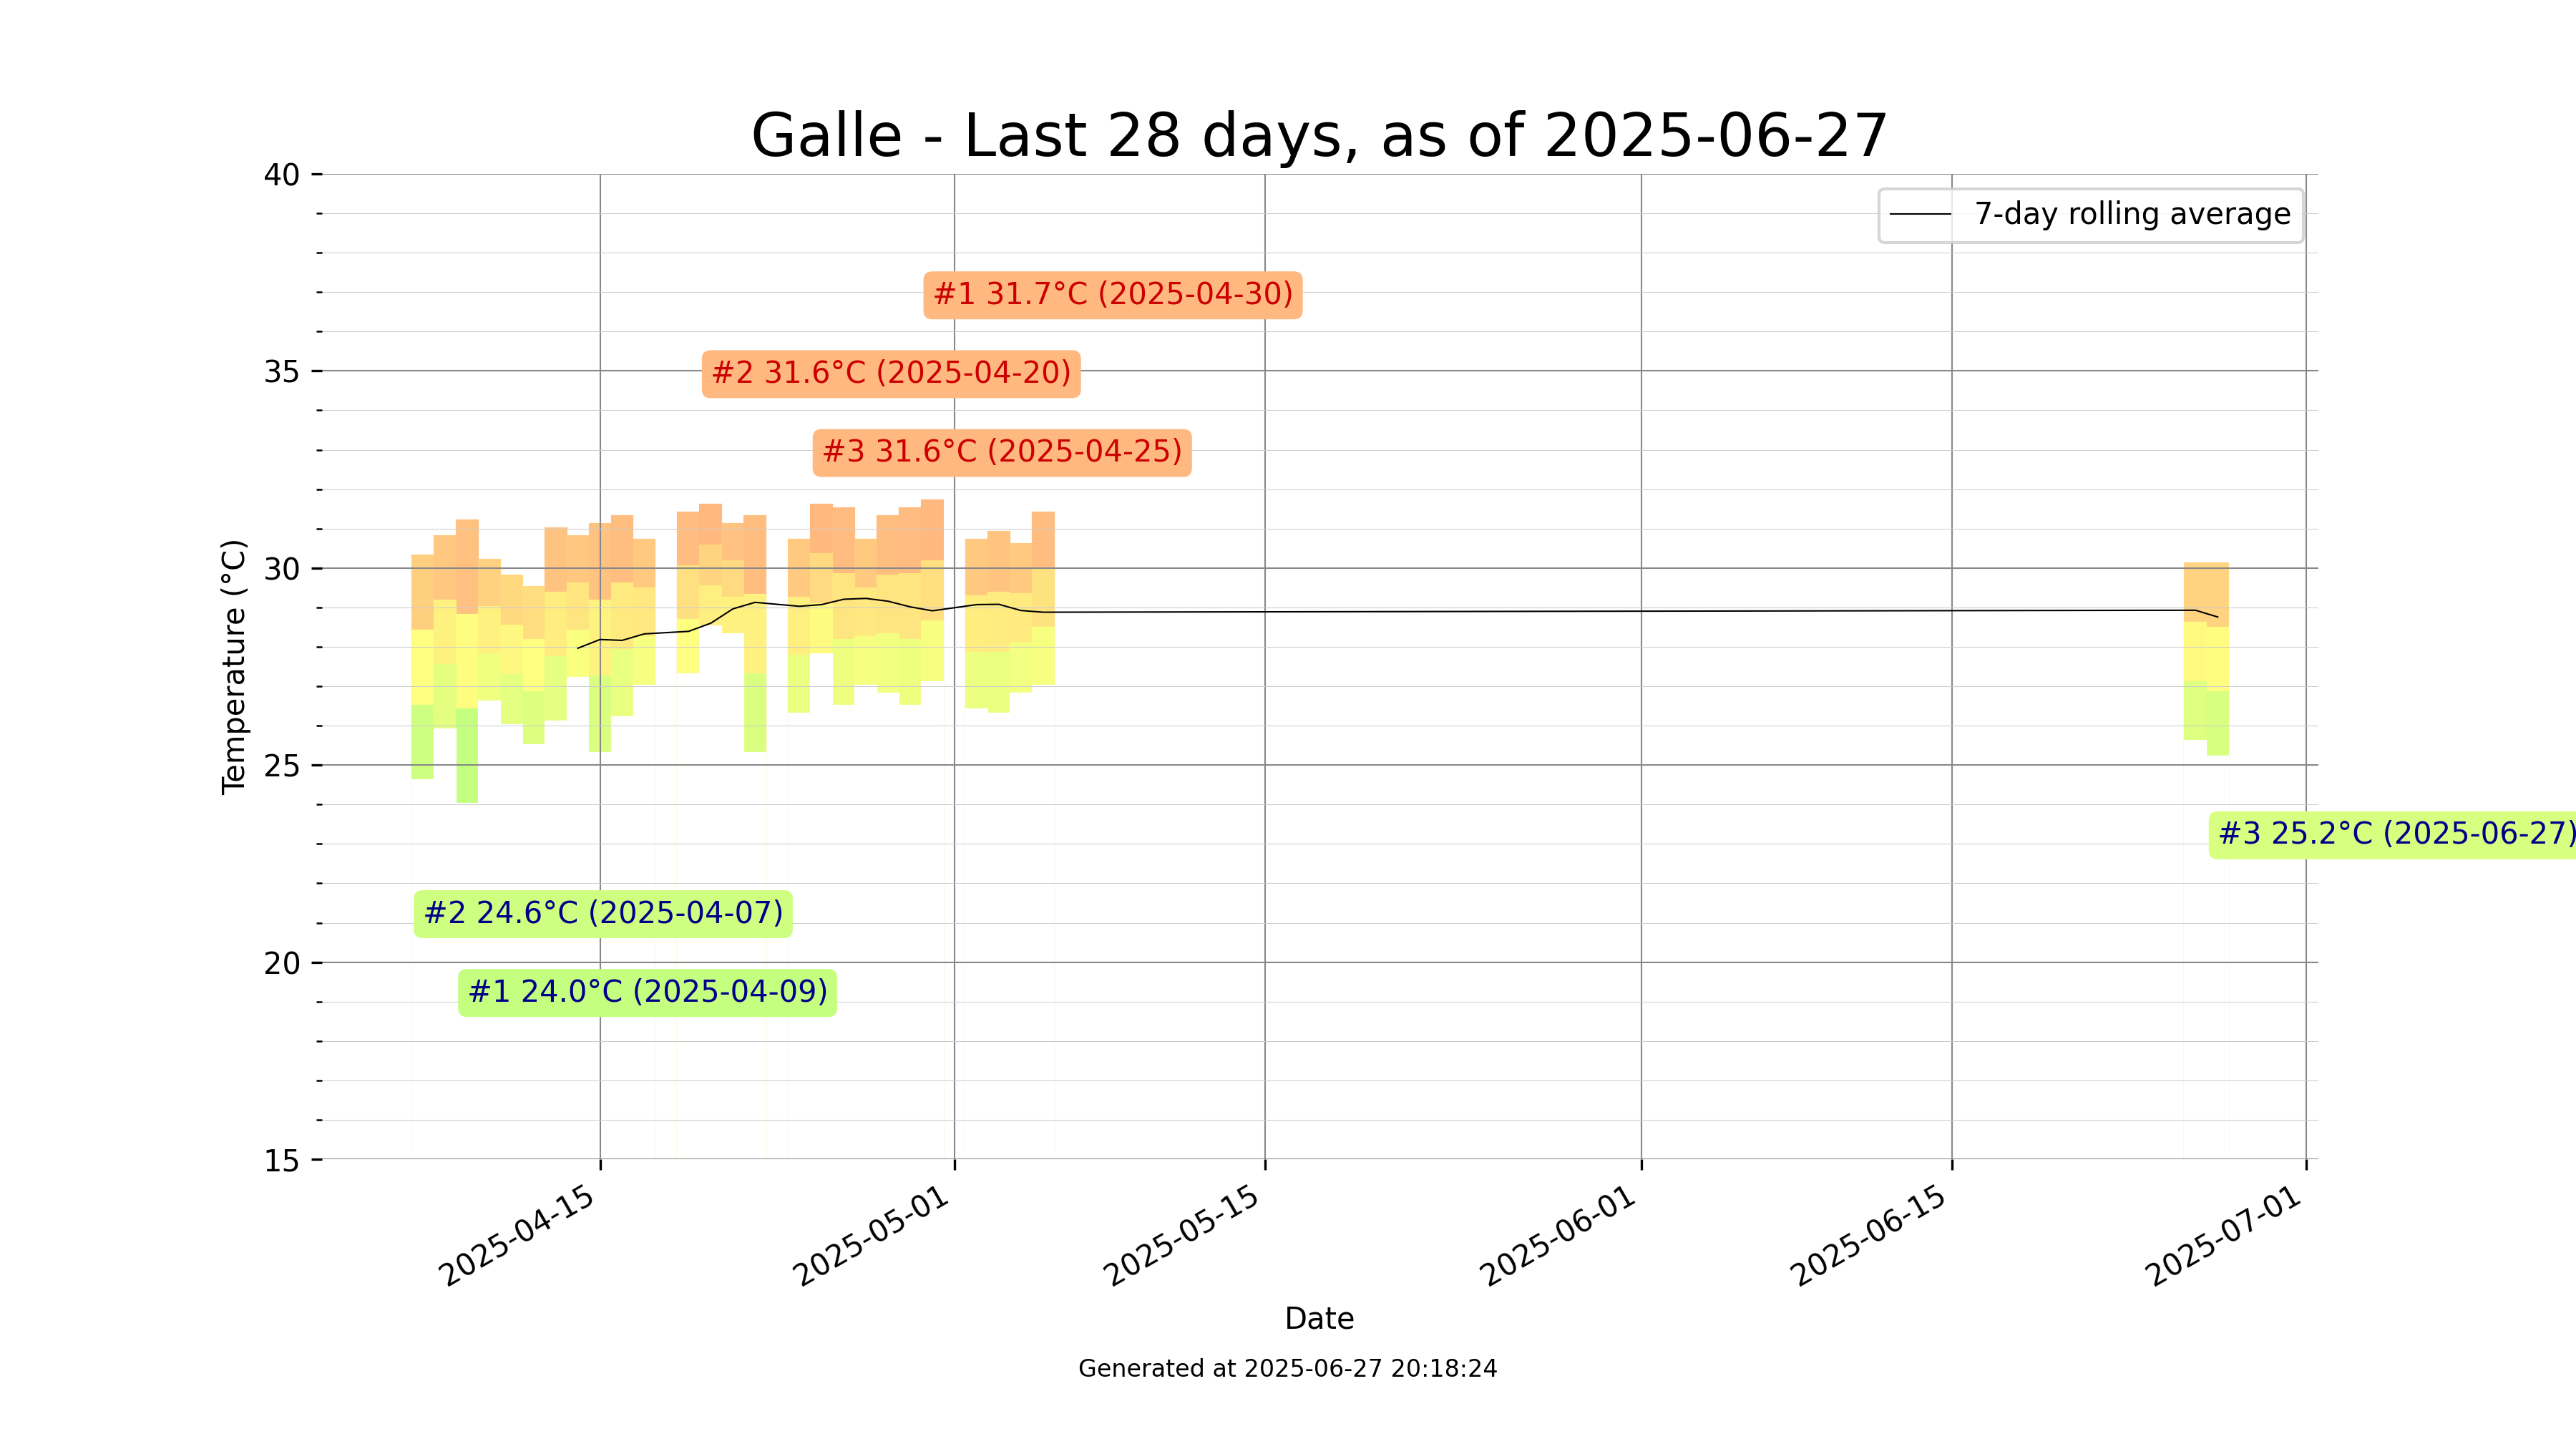 Galle - Last 28 days, as of 2025-06-27
7-day rolling average
40
35
30
25
20
15
Temperature (°C)
#1 31.7°C (2025-04-30)
#2 31.6°C (2025-04-20)
#3 31.6°C (2025-04-25)
#3 25.2°C (2025-06-27)
#2 24.6°C (2025-04-07)
#1 24.0°C (2025-04-09)
2025-04-15
2025-05-01
2025-05-15
2025-06-01
2025-06-15
2025-07-01
Date
Generated at 2025-06-27 20:18:24